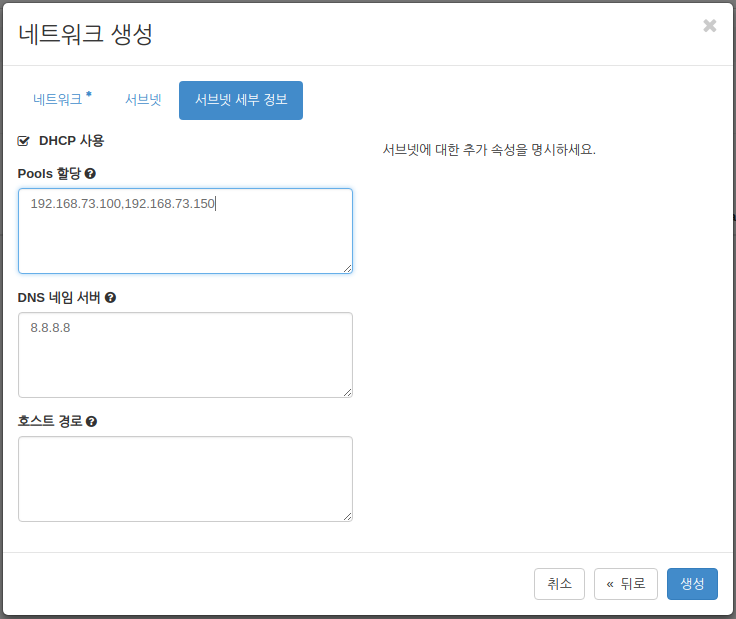 네트워크 생성
×
네트워크 * 서브넷 서브넷 세부 정보
DHCP 사용
서브넷에 대한 추가 속성을 명시하세요.
Pools 할당
192.168.73.100,192.168.73.150
DNS 네임 서버
8.8.8.8
호스트 경로
취소 « 뒤로 생성